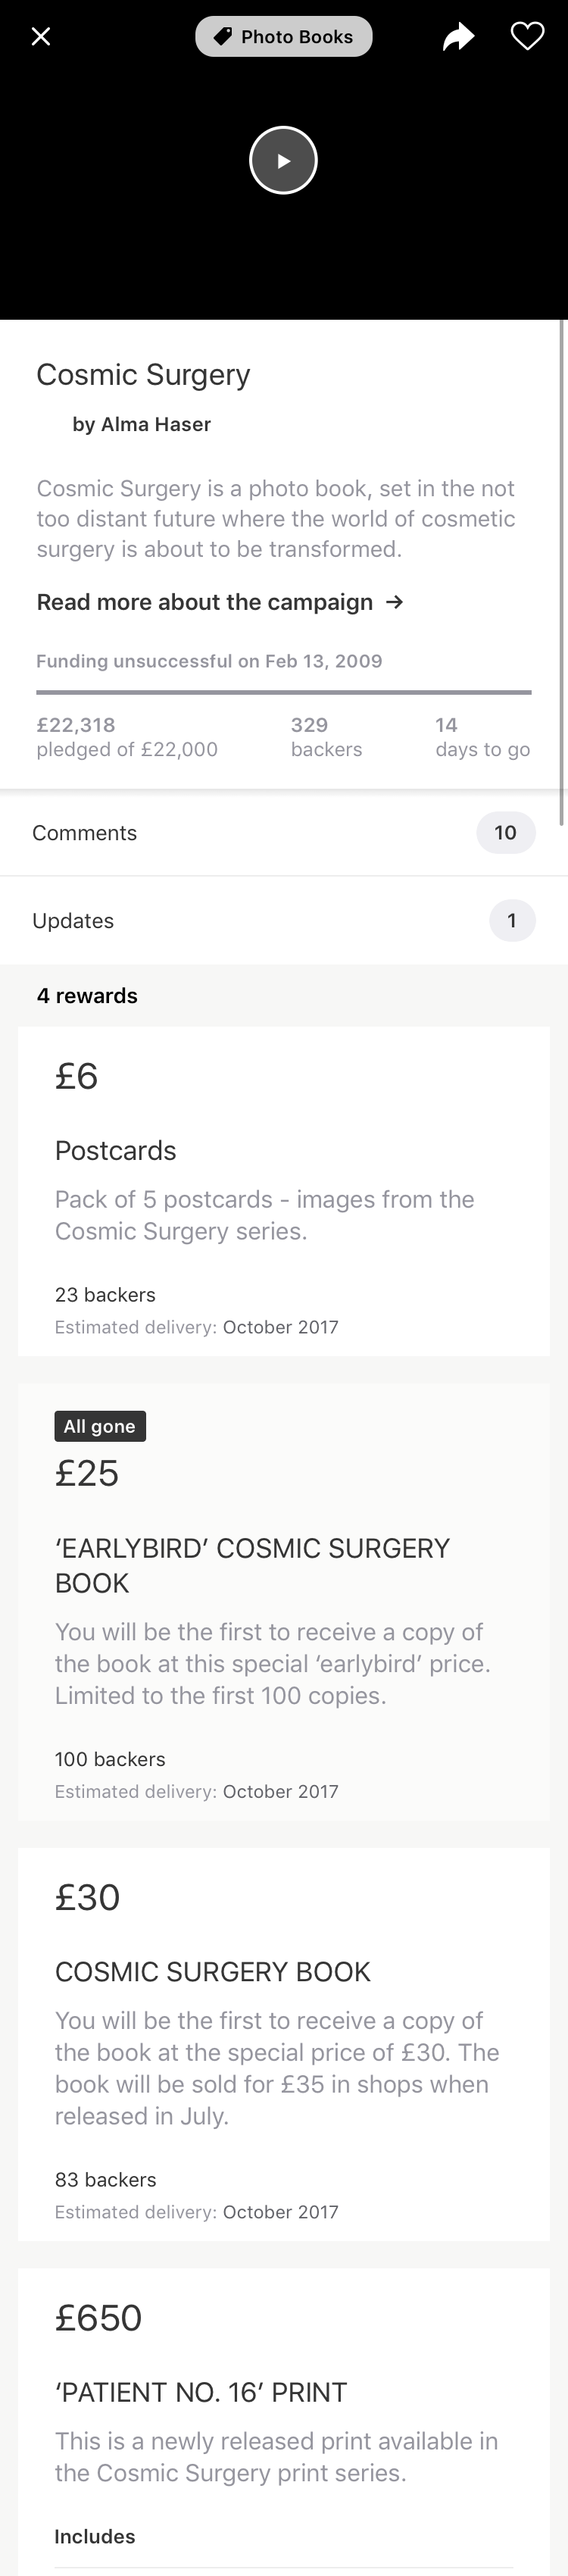 Photo Books
Cosmic Surgery
by Alma Haser
Cosmic Surgery is a photo book, set in the not
too distant future where the world of cosmetic
surgery is about to be transformed.
Read more about the campaign →
Funding unsuccessful on Feb 13, 2009
£22,318
pledged of £22,000
329
backers
14
days to go
Comments
10
Updates
1
4 rewards
£6
Postcards
Pack of 5 postcards - images from the
Cosmic Surgery series.
23 backers
Estimated delivery: October 2017
All gone
£25
‘EARLYBIRD’ COSMIC SURGERY
BOOK
You will be the first to receive a copy of
the book at this special ‘earlybird’ price.
Limited to the first 100 copies.
100 backers
Estimated delivery: October 2017
£30
COSMIC SURGERY BOOK
You will be the first to receive a copy of
the book at the special price of £30. The
book will be sold for £35 in shops when
released in July.
83 backers
Estimated delivery: October 2017
£650
‘PATIENT NO. 16’ PRINT
This is a newly released print available in
the Cosmic Surgery print series.
Includes